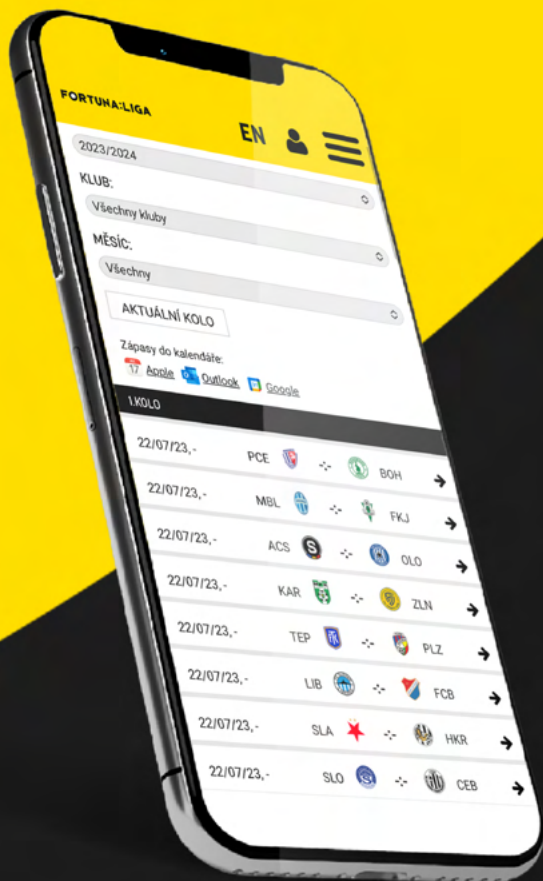 FORTUNA:LIGA
EN
2023/2024
KLUB:
Všechny kluby
MĚSÍC:
Všechny
AKTUÁLNÍ KOLO
Zápasy do kalendáře:
17 Apple Outlook Google
1.KOLO
22/07/23,- PCE -:- BOH
22/07/23,- MBL -:- FKJ
22/07/23,- ACS S -:- OLO
22/07/23,- KAR -:- ZLN
22/07/23,- TEP -:- PLZ
22/07/23,- LIB -:- FCB
22/07/23,- SLA -:- HKR
22/07/23,- SLO -:- CEB